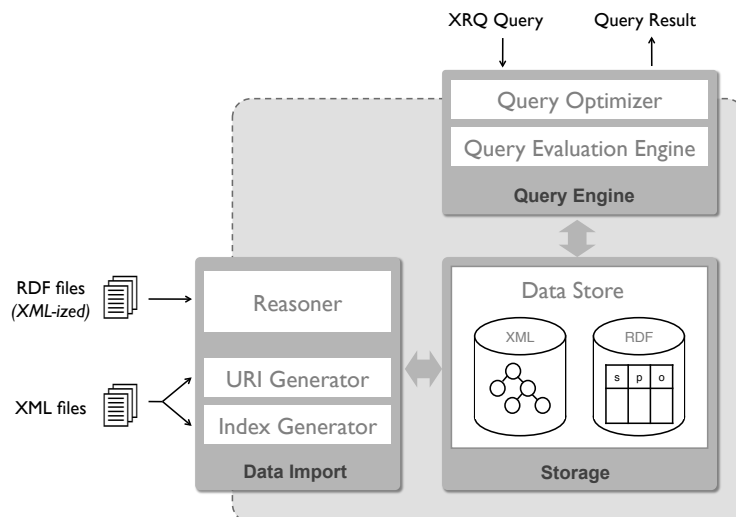 XRQ Query
Query Result
Query Optimizer
Query Evaluation Engine
Query Engine
RDF files
(XML-ized)
Reasoner
XML files
URI Generator
Index Generator
Data Import
Data Store
XML
RDF
s p o
Storage